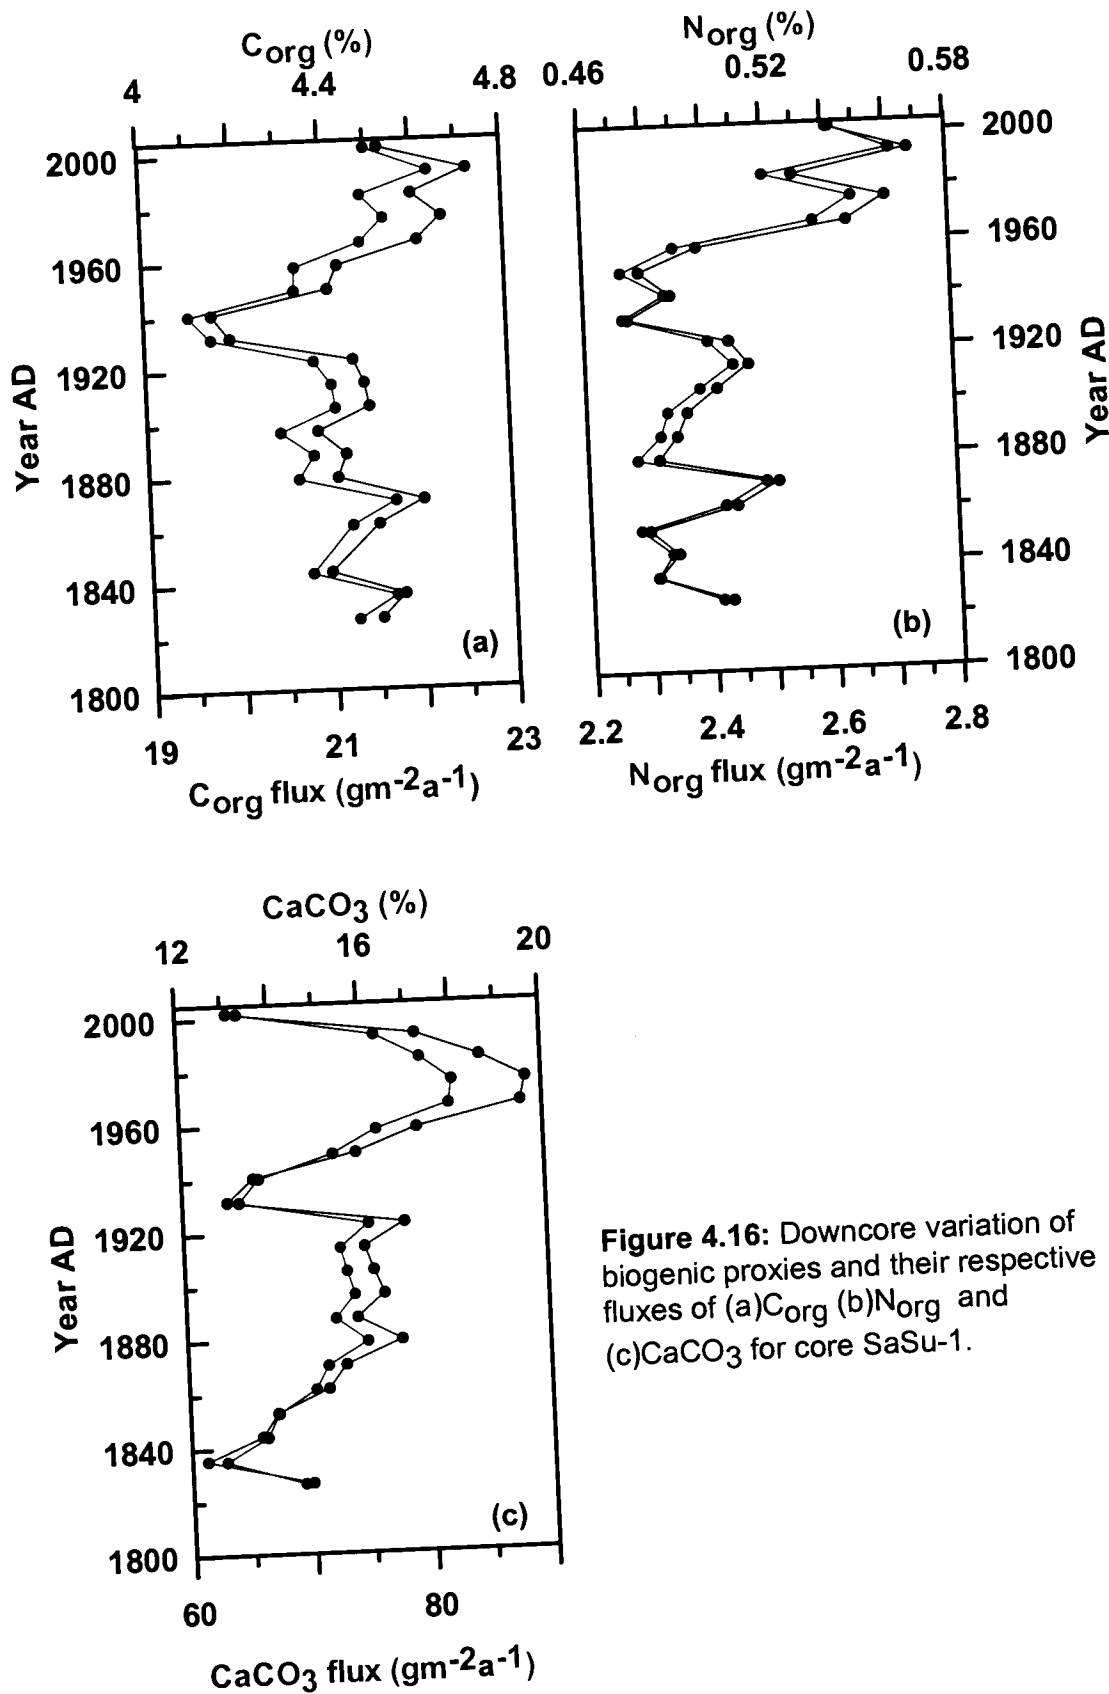 Corg (%)
4 4.4 4.8
2000
1960
1920
1880
1840
1800
Year AD
(a)
19 21 23
Corg flux (gm-2a-1)
Norg (%)
0.46 0.52 0.58
2000
1960
1920
1880
1840
1800
Year AD
(b)
2.2 2.4 2.6 2.8
Norg flux (gm-2a-1)
CaCO3 (%)
12 16 20
2000
1960
1920
1880
1840
1800
Year AD
(c)
60 80
CaCO3 flux (gm-2a-1)
Figure 4.16: Downcore variation of
biogenic proxies and their respective
fluxes of (a)Corg (b)Norg and
(c)CaCO3 for core SaSu-1.